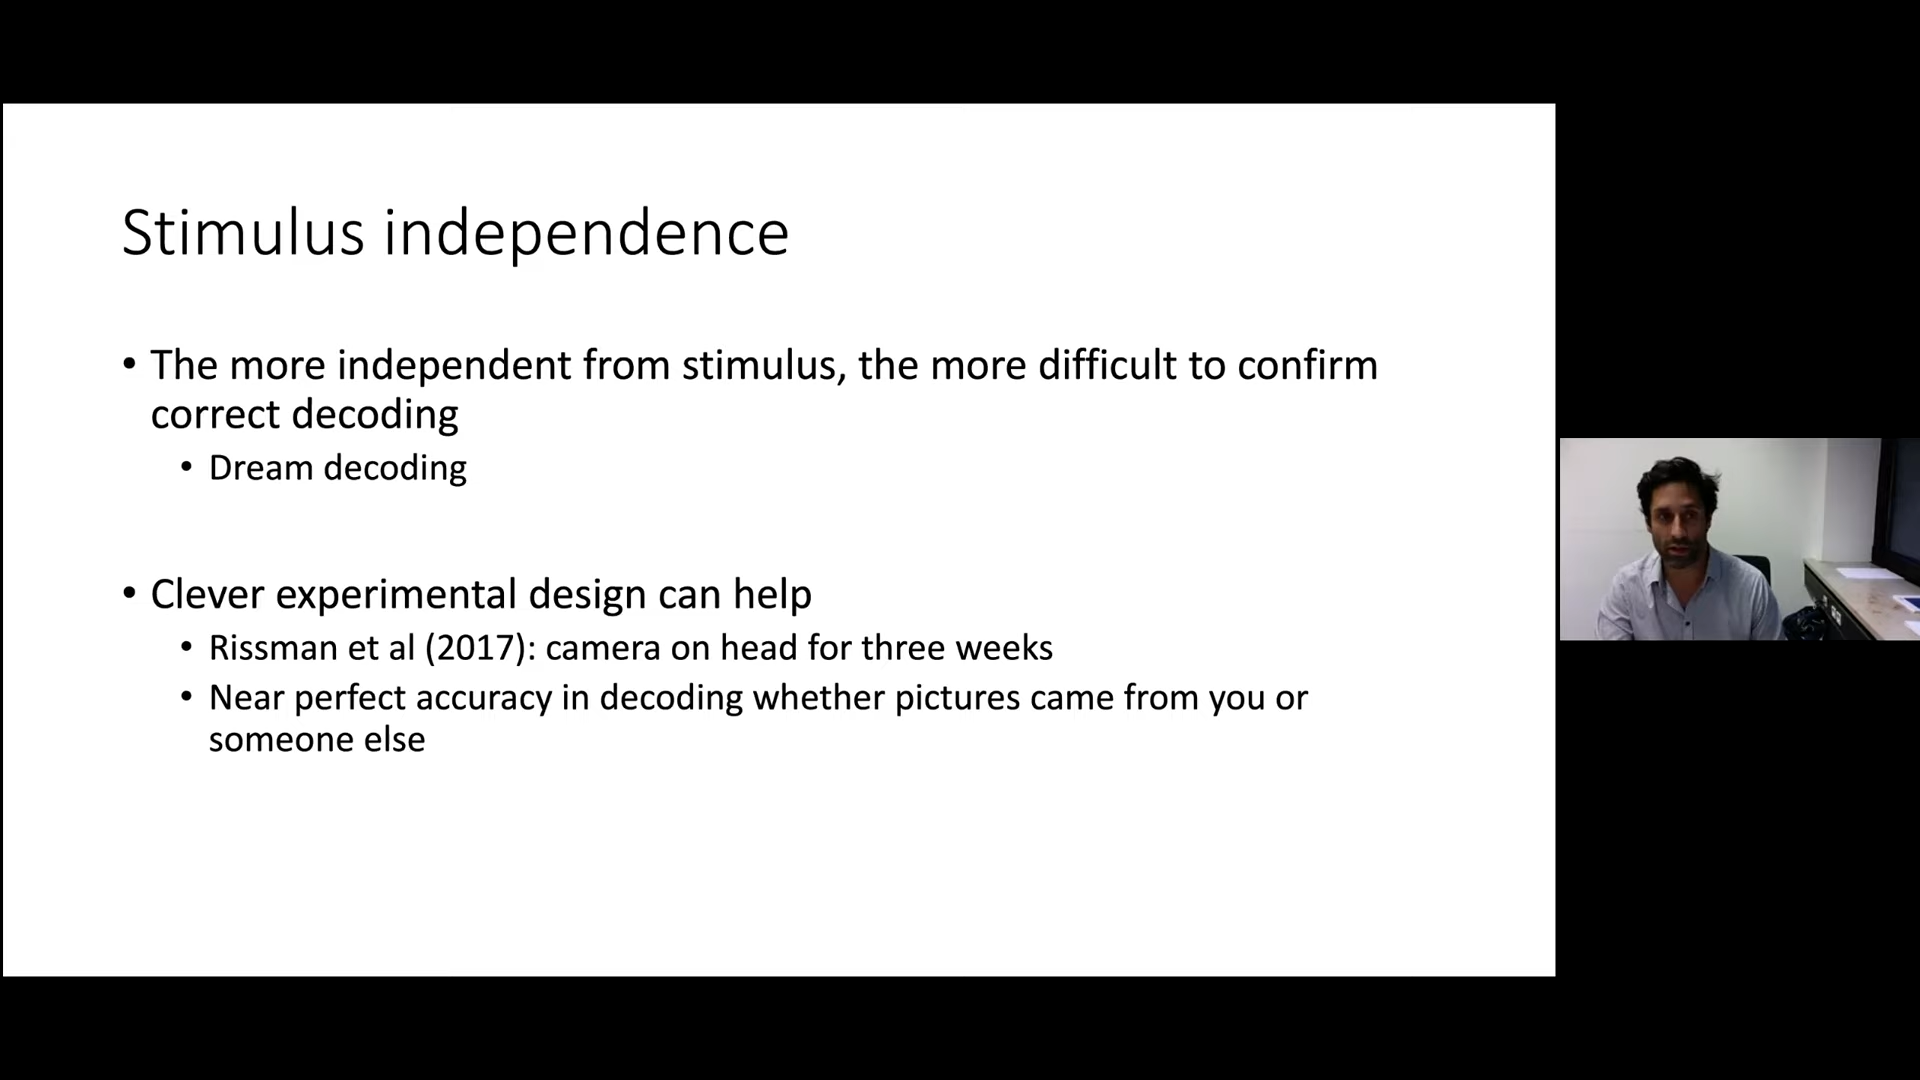 Stimulus independence
• The more independent from stimulus, the more difficult to confirm
correct decoding
• Dream decoding
• Clever experimental design can help
• Rissman et al (2017): camera on head for three weeks
• Near perfect accuracy in decoding whether pictures came from you or
someone else